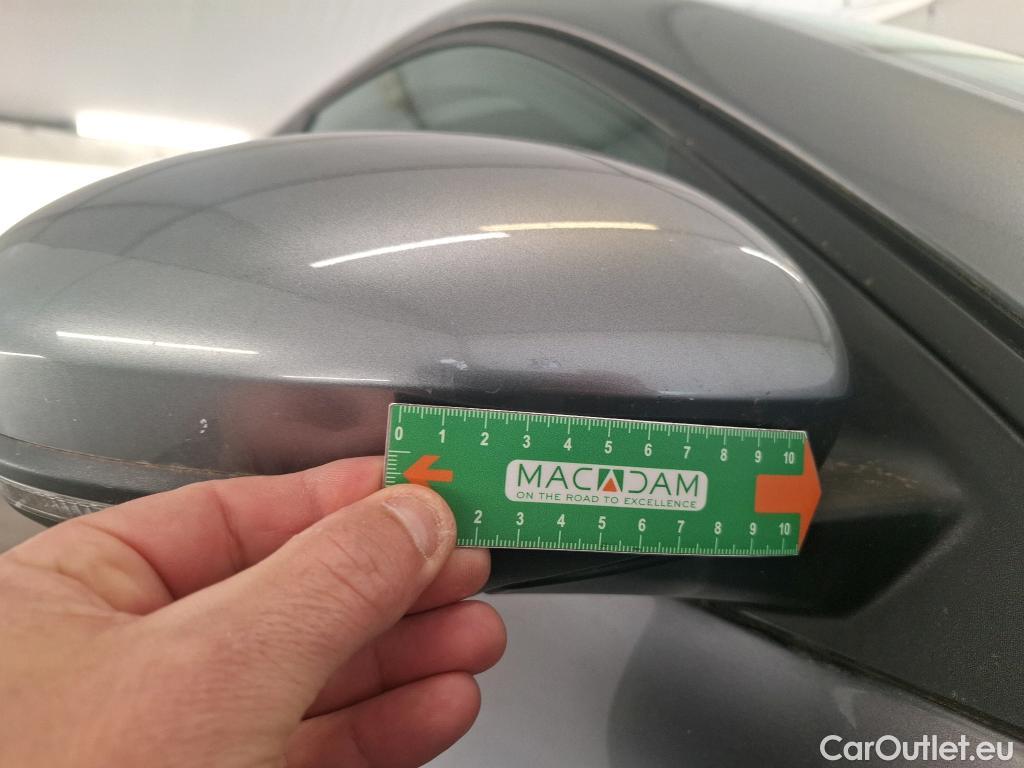 0 1 2 3 4 5 6 7 8 9 10
MACADAM
ON THE ROAD TO EXCELLENCE
2 3 4 5 6 7 8 9 10
CarOutlet.eu